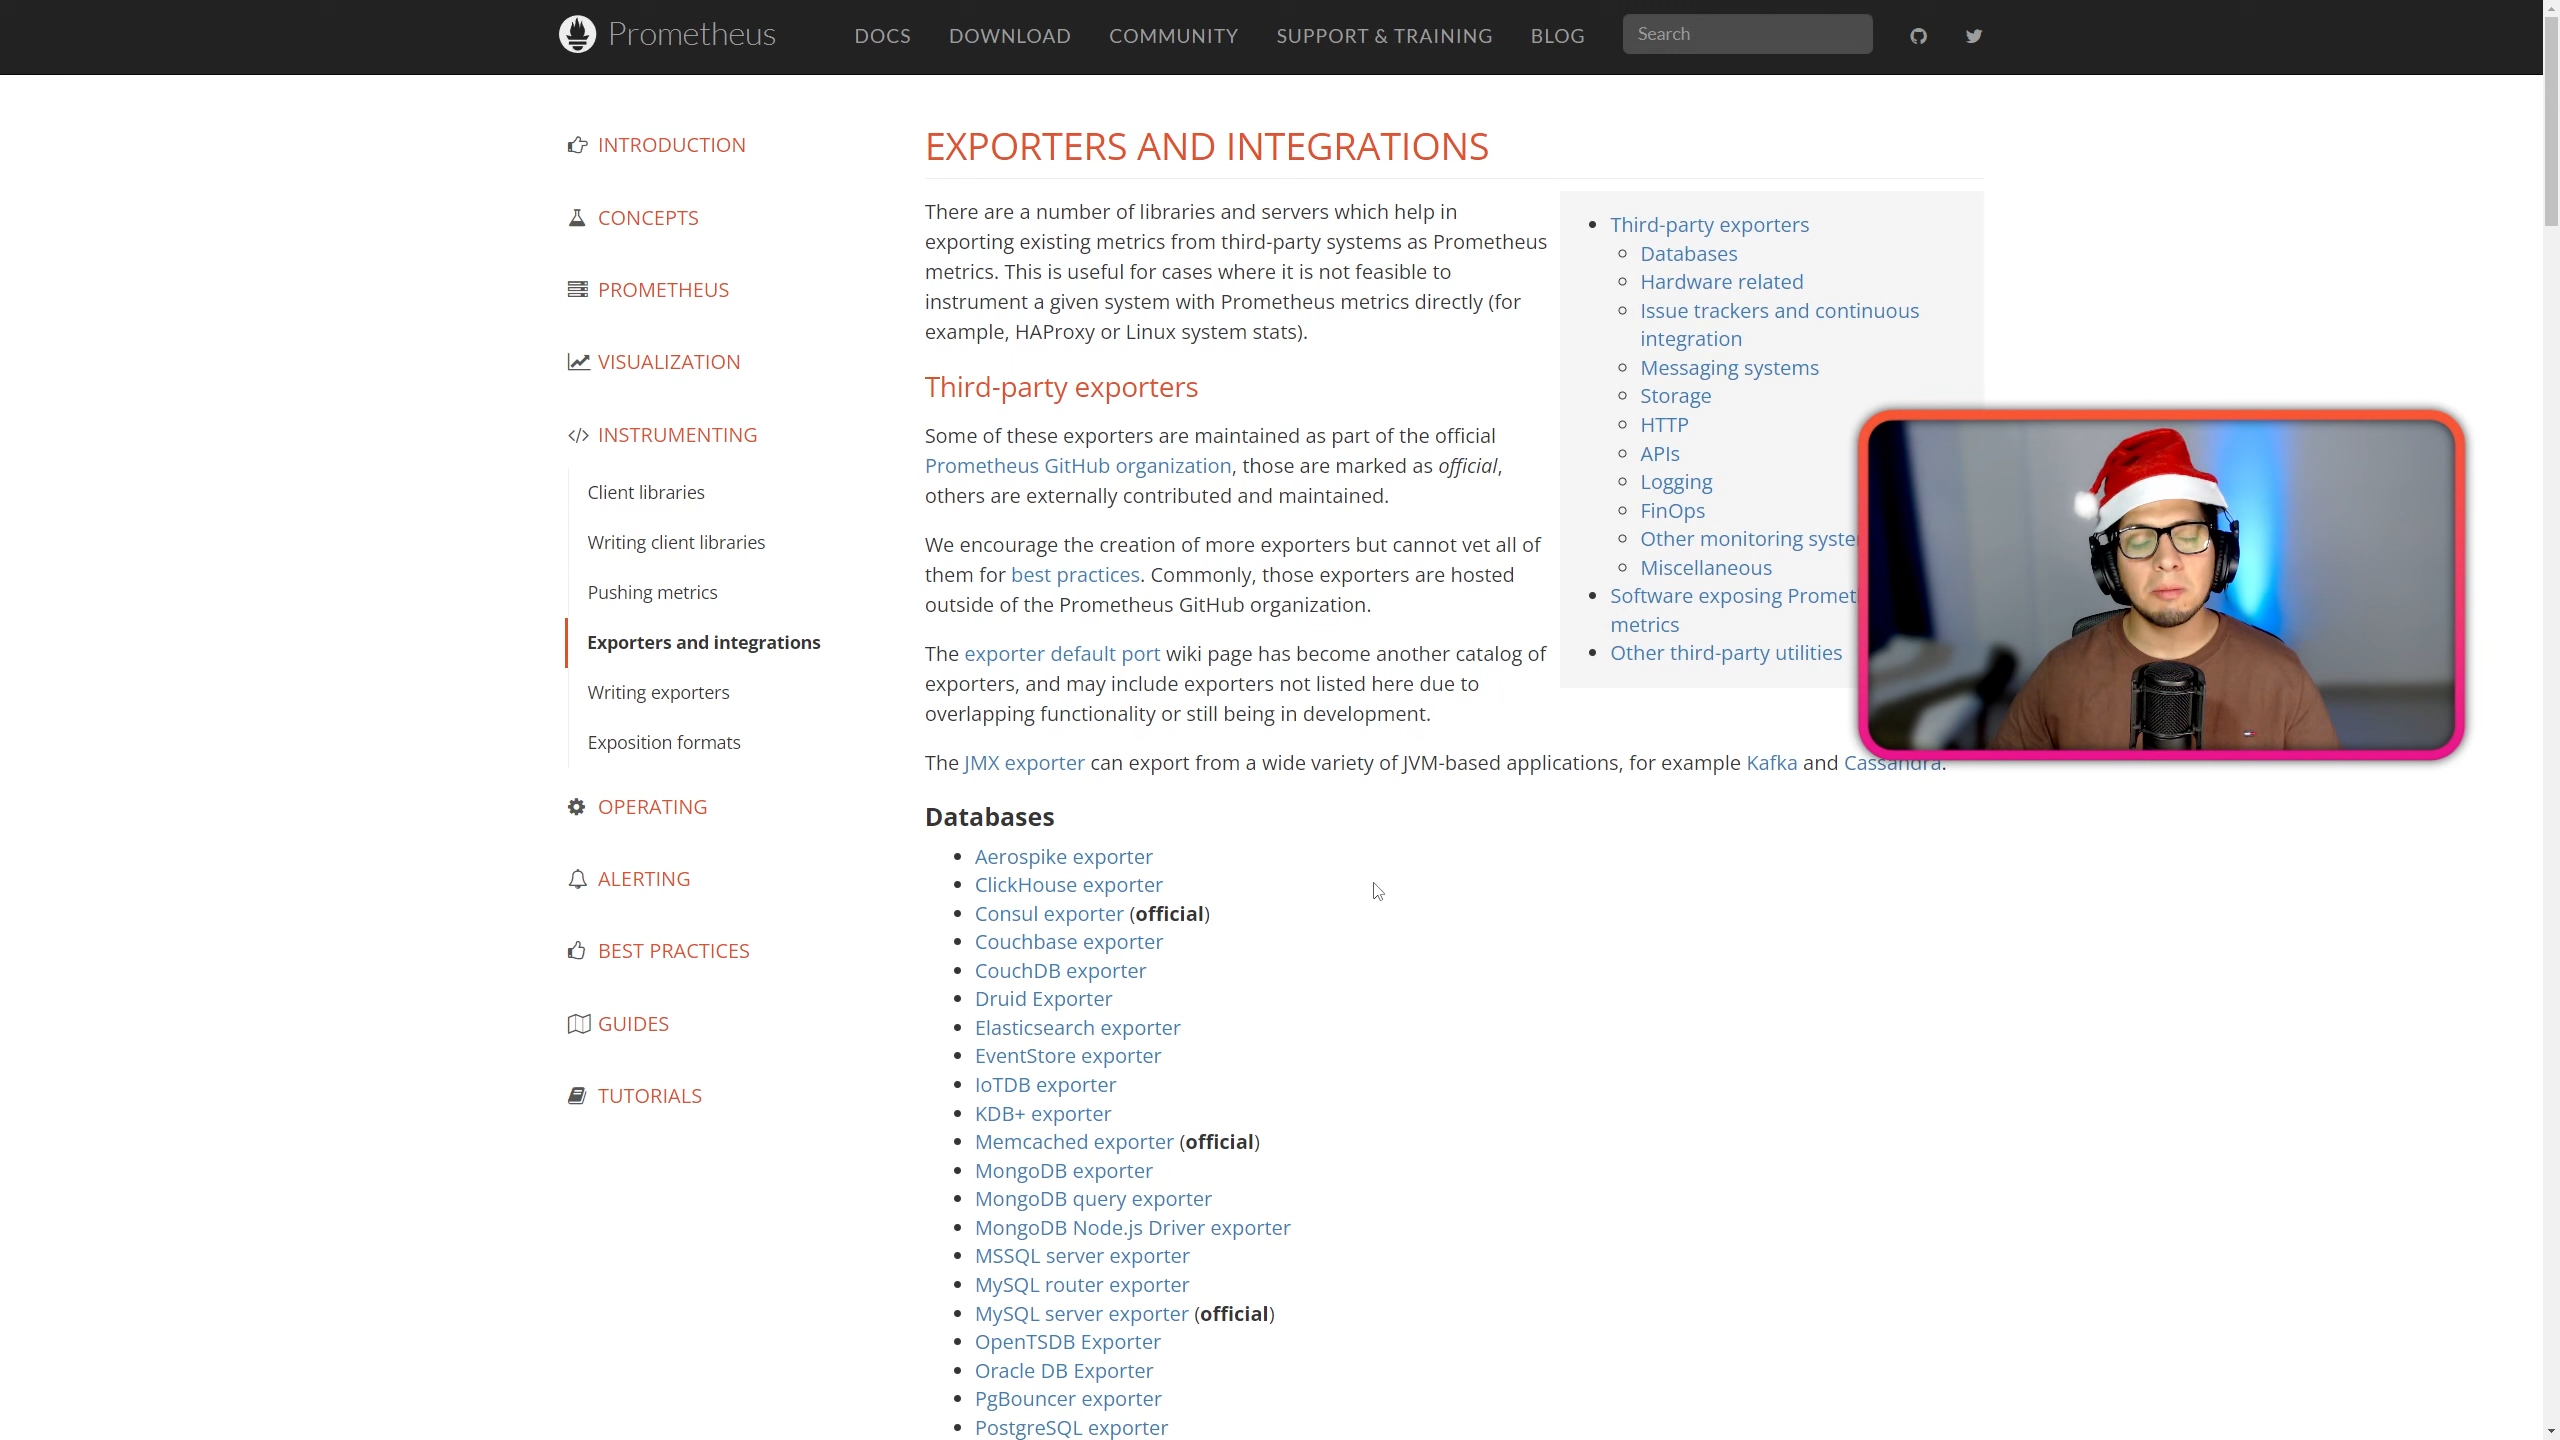 Prometheus
DOCS
DOWNLOAD
COMMUNITY
SUPPORT & TRAINING
BLOG
Search
INTRODUCTION
CONCEPTS
PROMETHEUS
VISUALIZATION
INSTRUMENTING
Client libraries
Writing client libraries
Pushing metrics
Exporters and integrations
Writing exporters
Exposition formats
OPERATING
ALERTING
BEST PRACTICES
GUIDES
TUTORIALS
EXPORTERS AND INTEGRATIONS
There are a number of libraries and servers which help in
exporting existing metrics from third-party systems as Prometheus
metrics. This is useful for cases where it is not feasible to
instrument a given system with Prometheus metrics directly (for
example, HAProxy or Linux system stats).
Third-party exporters
Databases
Hardware related
Issue trackers and continuous
integration
Messaging systems
Storage
HTTP
APIs
Logging
FinOps
Other monitoring
Miscellaneous
Software exposing
metrics
Other third-party utilities
Third-party exporters
Some of these exporters are maintained as part of the official
Prometheus GitHub organization, those are marked as official,
others are externally contributed and maintained.
We encourage the creation of more exporters but cannot vet all of
them for best practices. Commonly, those exporters are hosted
outside of the Prometheus GitHub organization.
The exporter default port wiki page has become another catalog of
exporters, and may include exporters not listed here due to
overlapping functionality or still being in development.
The JMX exporter can export from a wide variety of JVM-based applications, for example Kafka and Cassandra.
Databases
Aerospike exporter
ClickHouse exporter
Consul exporter (official)
Couchbase exporter
CouchDB exporter
Druid Exporter
Elasticsearch exporter
EventStore exporter
IoTDB exporter
KDB+ exporter
Memcached exporter (official)
MongoDB exporter
MongoDB query exporter
MongoDB Node.js Driver exporter
MSSQL server exporter
MySQL router exporter
MySQL server exporter (official)
OpenTSDB Exporter
Oracle DB Exporter
PgBouncer exporter
PostgreSQL exporter